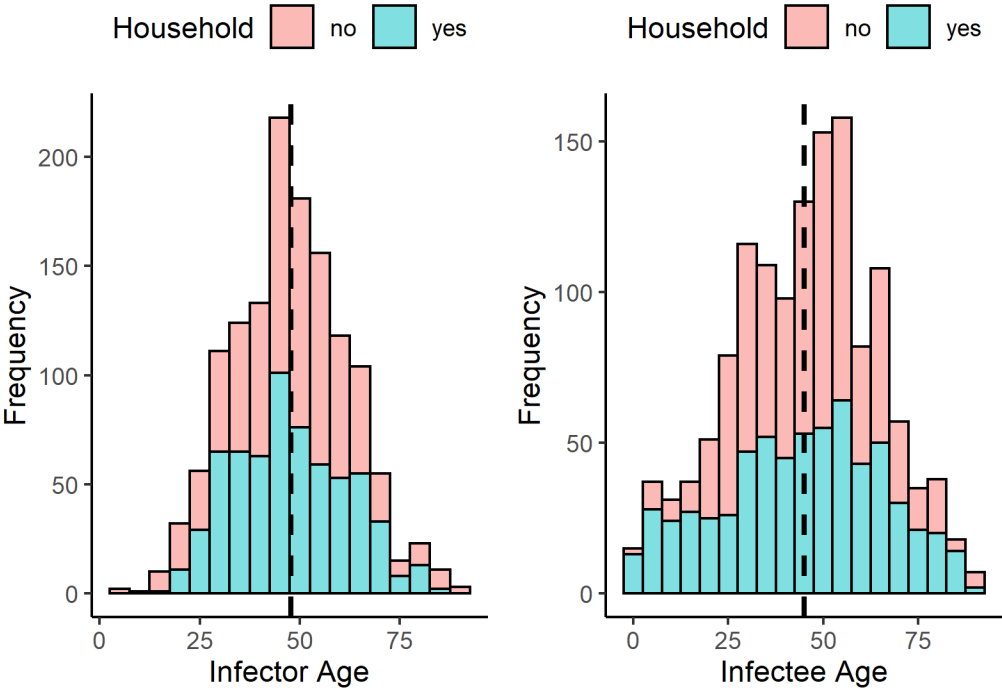 Household no yes
200
150
100
50
0
Frequency
0 25 50 75
Infector Age
Household no yes
150
100
50
0
Frequency
0 25 50 75
Infectee Age